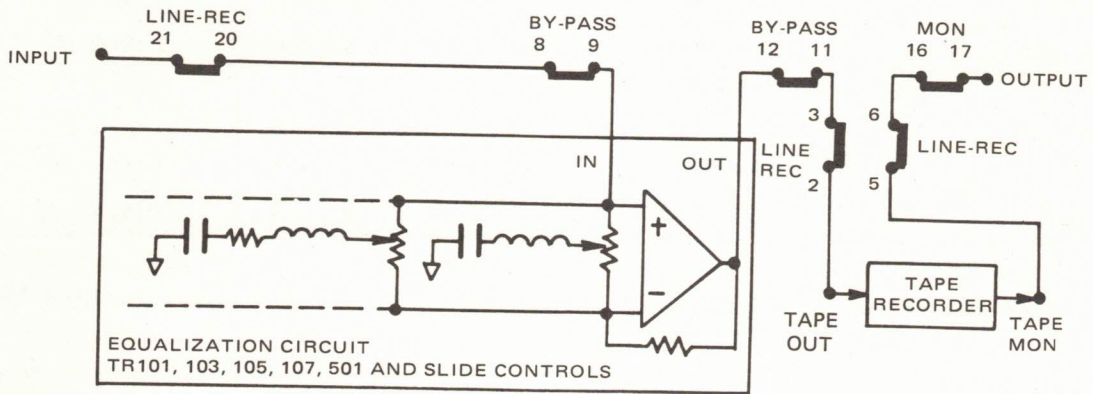 LINE-REC
21 20
INPUT
BY-PASS
8 9
BY-PASS
12 11
MON
16 17
OUTPUT
3
LINE
REC
2
6
LINE-REC
5
IN
OUT
+
−
TAPE
RECORDER
TAPE
OUT
TAPE
MON
EQUALIZATION CIRCUIT
TR101, 103, 105, 107, 501 AND SLIDE CONTROLS